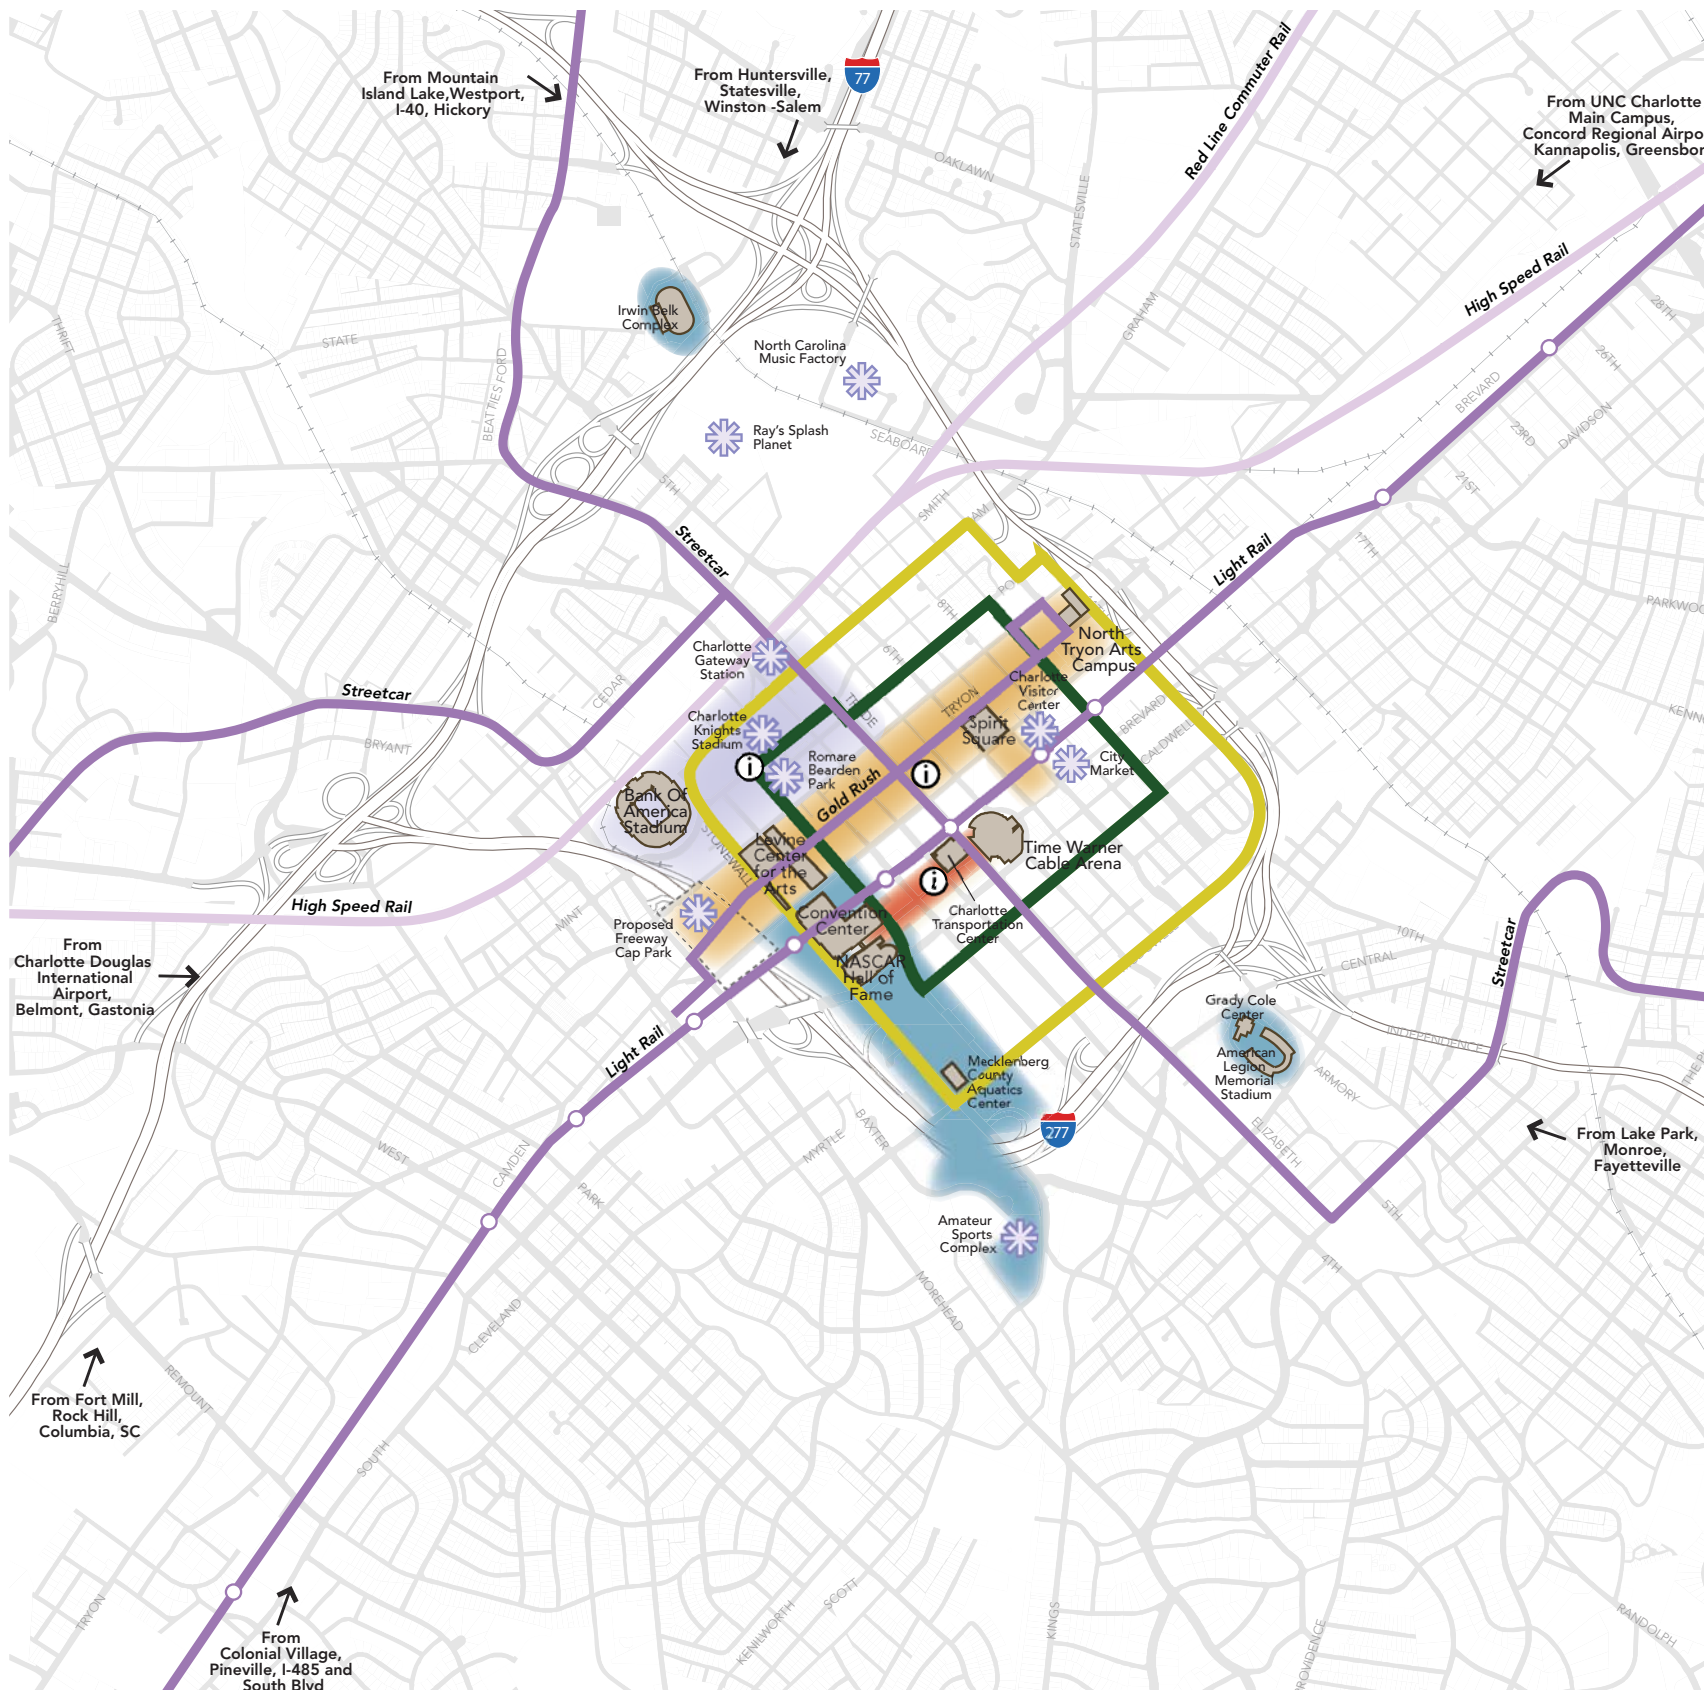 From Mountain
Island Lake,Westport,
I-40, Hickory
From Huntersville,
Statesville,
Winston -Salem
77
Red Line Commuter Rail
From UNC Charlotte
Main Campus,
Concord Regional Airpo
Kannapolis, Greensbor
OAKLAWN
STATESVILLE
GRAHAM
High Speed Rail
28TH
26TH
BREVARD
DAVIDSON
23RD
21ST
17TH
THRIFT
STATE
BEATTIES FORD
Irwin Belk
Complex
North Carolina
Music Factory
Ray's Splash
Planet
SEABOARD
5TH
SMITH
AM
Streetcar
Light Rail
BERRYHILL
PARKWOO
PO
8TH
6TH
North
Tryon Arts
Campus
Charlotte
Gateway
Station
Charlotte
Visitor
Center
CEDAR
Streetcar
TRYON
TRADE
BREVARD
CALDWELL
KENN
Charlotte
Knights
Stadium
Spirit
Square
City
Market
BRYANT
Romare
Bearden
Park
Gold Rush
Bank Of
America
Stadium
STONEWALL
Levine
Center
for the
Arts
Time Warner
Cable Arena
High Speed Rail
MINT
Proposed
Freeway
Cap Park
Convention
Center
Charlotte
Transportation
Center
Streetcar
10TH
CENTRAL
From
Charlotte Douglas
International
Airport,
Belmont, Gastonia
NASCAR
Hall of
Fame
Grady Cole
Center
INDEPENDENCE
American
Legion
Memorial
Stadium
ARMORY
Light Rail
Mecklenberg
County
Aquatics
Center
277
BAXTER
MYRTLE
ELIZABETH
From Lake Park,
Monroe,
Fayetteville
WEST
CAMDEN
PARK
5TH
4TH
Amateur
Sports
Complex
MOREHEAD
CLEVELAND
REMOUNT
From Fort Mill,
Rock Hill,
Columbia, SC
SOUTH
TRYON
From
Colonial Village,
Pineville, I-485 and
South Blvd
SCOTT
KENILWORTH
KINGS
PROVIDENCE
RANDOLPH